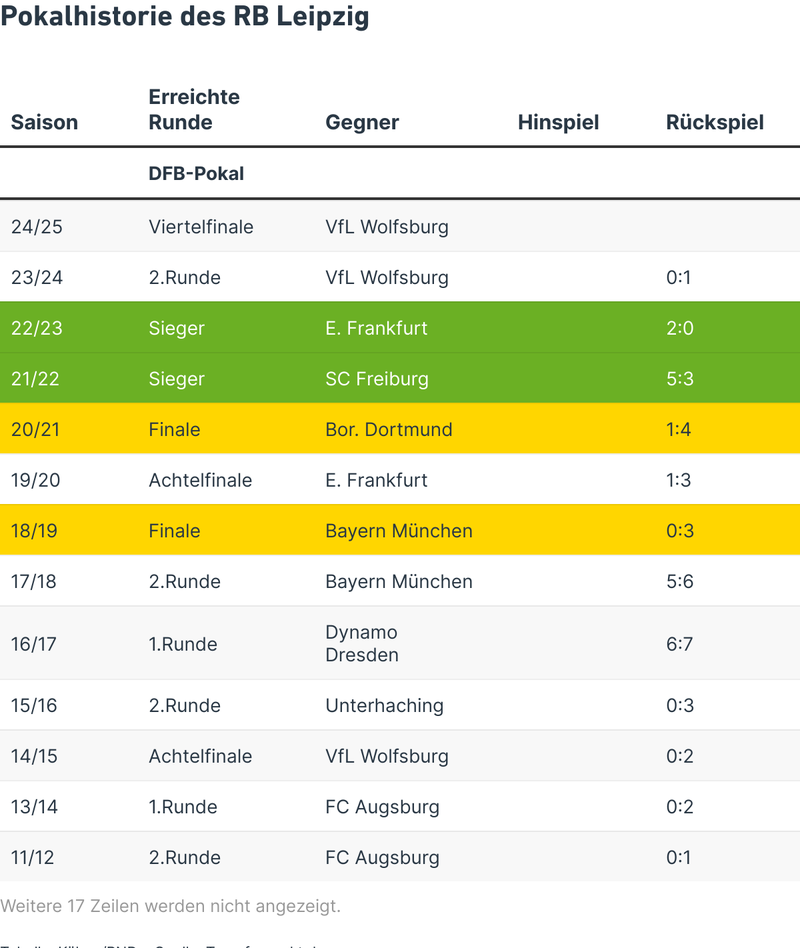 Pokalhistorie des RB Leipzig
Erreichte
Saison Runde Gegner Hinspiel Rückspiel
DFB-Pokal
24/25 Viertelfinale VfL Wolfsburg
23/24 2.Runde VfL Wolfsburg 0:1
22/23 Sieger E. Frankfurt 2:0
21/22 Sieger SC Freiburg 5:3
20/21 Finale Bor. Dortmund 1:4
19/20 Achtelfinale E. Frankfurt 1:3
18/19 Finale Bayern München 0:3
17/18 2.Runde Bayern München 5:6
16/17 1.Runde Dynamo Dresden 6:7
15/16 2.Runde Unterhaching 0:3
14/15 Achtelfinale VfL Wolfsburg 0:2
13/14 1.Runde FC Augsburg 0:2
11/12 2.Runde FC Augsburg 0:1
Weitere 17 Zeilen werden nicht angezeigt.